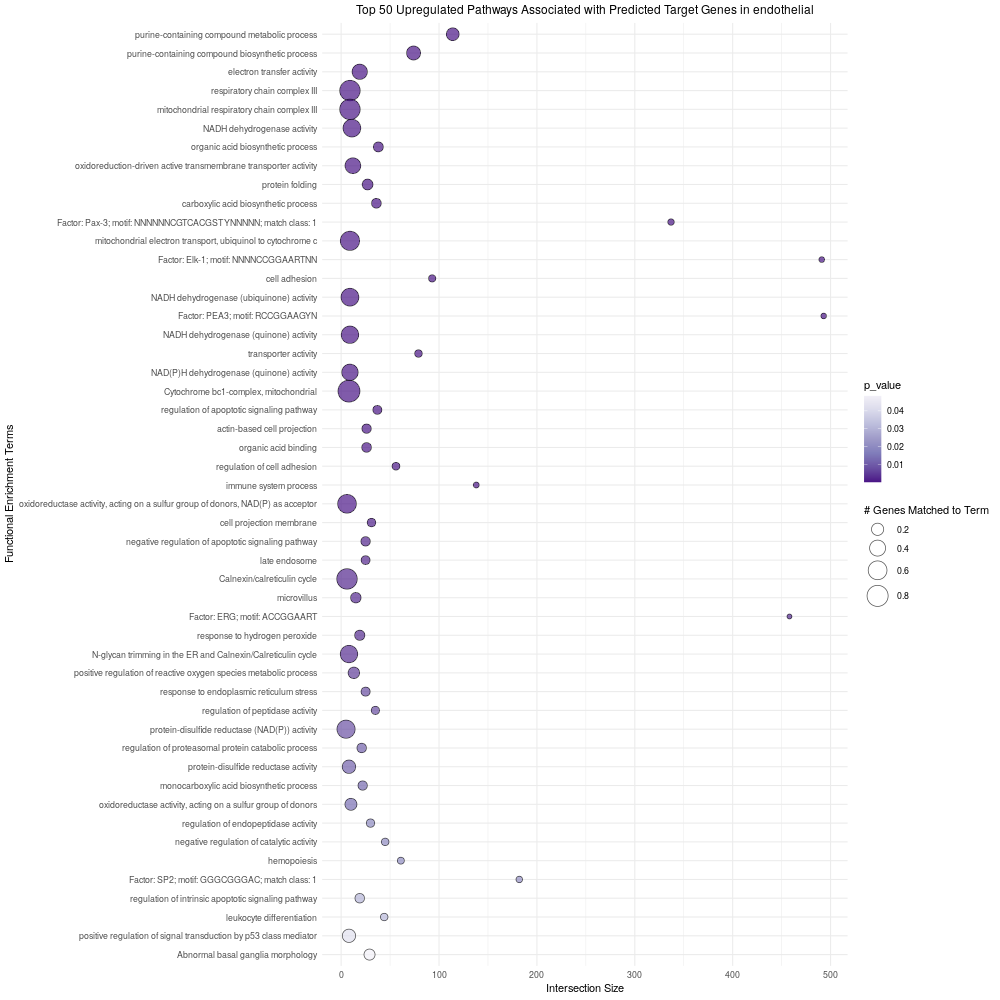 Top 50 Upregulated Pathways Associated with Predicted Target Genes in endothelial
Functional Enrichment Terms
purine-containing compound metabolic process
purine-containing compound biosynthetic process
electron transfer activity
respiratory chain complex III
mitochondrial respiratory chain complex III
NADH dehydrogenase activity
organic acid biosynthetic process
oxidoreduction-driven active transmembrane transporter activity
protein folding
carboxylic acid biosynthetic process
Factor: Pax-3; motif: NNNNNNCGTCACGSTYNNNNN; match class: 1
mitochondrial electron transport, ubiquinol to cytochrome c
Factor: Elk-1; motif: NNNNCCGGAARTNN
cell adhesion
NADH dehydrogenase (ubiquinone) activity
Factor: PEA3; motif: RCCGGAAGYN
NADH dehydrogenase (quinone) activity
transporter activity
NAD(P)H dehydrogenase (quinone) activity
Cytochrome bc1-complex, mitochondrial
regulation of apoptotic signaling pathway
actin-based cell projection
organic acid binding
regulation of cell adhesion
immune system process
oxidoreductase activity, acting on a sulfur group of donors, NAD(P) as acceptor
cell projection membrane
negative regulation of apoptotic signaling pathway
late endosome
Calnexin/calreticulin cycle
microvillus
Factor: ERG; motif: ACCGGAART
response to hydrogen peroxide
N-glycan trimming in the ER and Calnexin/Calreticulin cycle
positive regulation of reactive oxygen species metabolic process
response to endoplasmic reticulum stress
regulation of peptidase activity
protein-disulfide reductase (NAD(P)) activity
regulation of proteasomal protein catabolic process
protein-disulfide reductase activity
monocarboxylic acid biosynthetic process
oxidoreductase activity, acting on a sulfur group of donors
regulation of endopeptidase activity
negative regulation of catalytic activity
hemopoiesis
Factor: SP2; motif: GGGCGGGAC; match class: 1
regulation of intrinsic apoptotic signaling pathway
leukocyte differentiation
positive regulation of signal transduction by p53 class mediator
Abnormal basal ganglia morphology
0 100 200 300 400 500
Intersection Size
p_value
0.04
0.03
0.02
0.01
# Genes Matched to Term
0.2
0.4
0.6
0.8